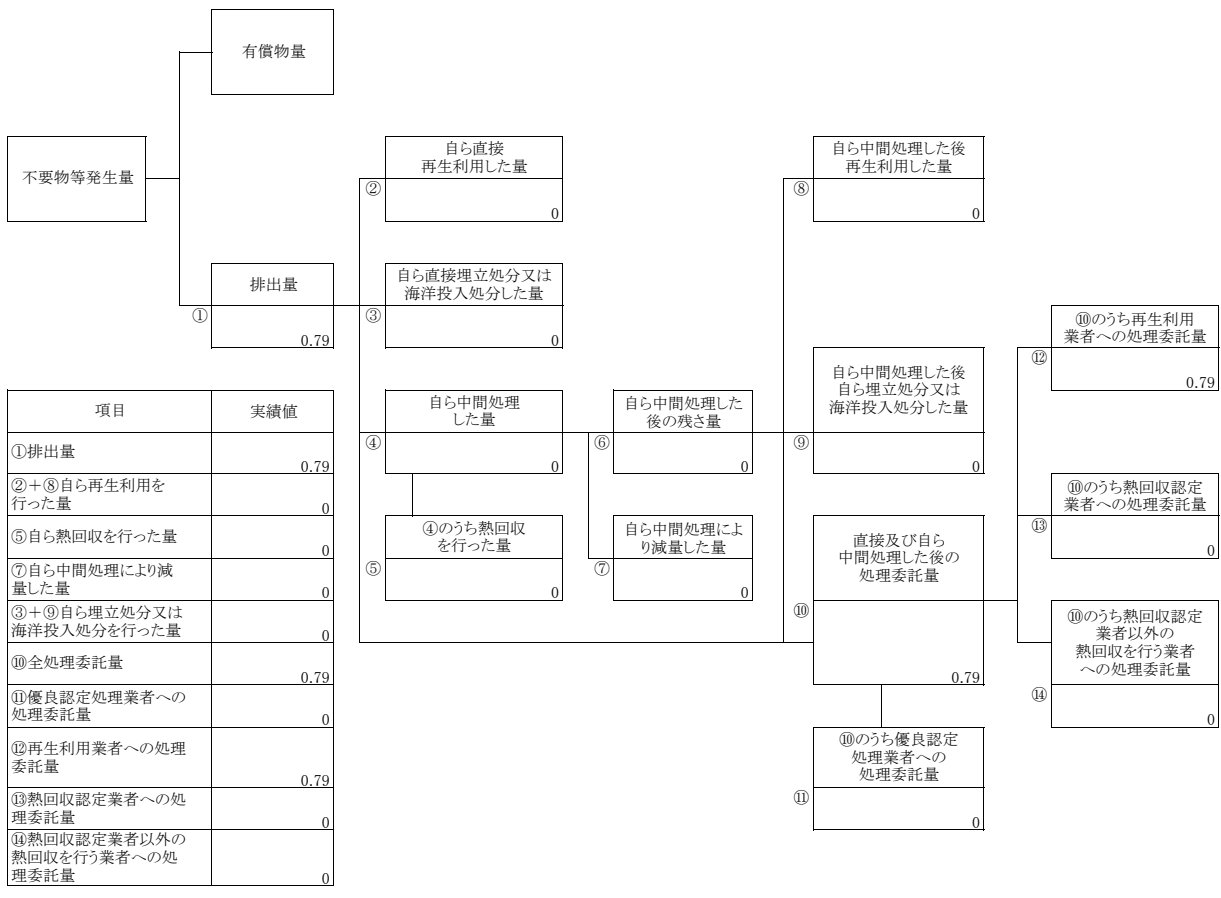 有償物量
不要物等発生量
自ら直接
再生利用した量
②
0
自ら中間処理した後
再生利用した量
⑧
0
排出量
①
0.79
自ら直接埋立処分又は
海洋投入処分した量
③
0
⑩のうち再生利用
業者への処理委託量
⑫
0.79
自ら中間処理
した量
④
0
自ら中間処理した
後の残さ量
⑥
0
自ら中間処理した後
自ら埋立処分又は
海洋投入処分した量
⑨
0
⑩のうち熱回収認定
業者への処理委託量
⑬
0
④のうち熱回収
を行った量
⑤
0
自ら中間処理によ
り減量した量
⑦
0
直接及び自ら
中間処理した後の
処理委託量
⑩
0.79
⑩のうち熱回収認定
業者以外の
熱回収を行う業者
への処理委託量
⑭
0
⑩のうち優良認定
処理業者への
処理委託量
⑪
0
項目 実績値
①排出量
0.79
②+⑧自ら再生利用を
行った量
0
⑤自ら熱回収を行った量
0
⑦自ら中間処理により減
量した量
0
③+⑨自ら埋立処分又は
海洋投入処分を行った量
0
⑩全処理委託量
0.79
⑪優良認定処理業者への
処理委託量
0
⑫再生利用業者への処理
委託量
0.79
⑬熱回収認定業者への処
理委託量
0
⑭熱回収認定業者以外の
熱回収を行う業者への処
理委託量
0